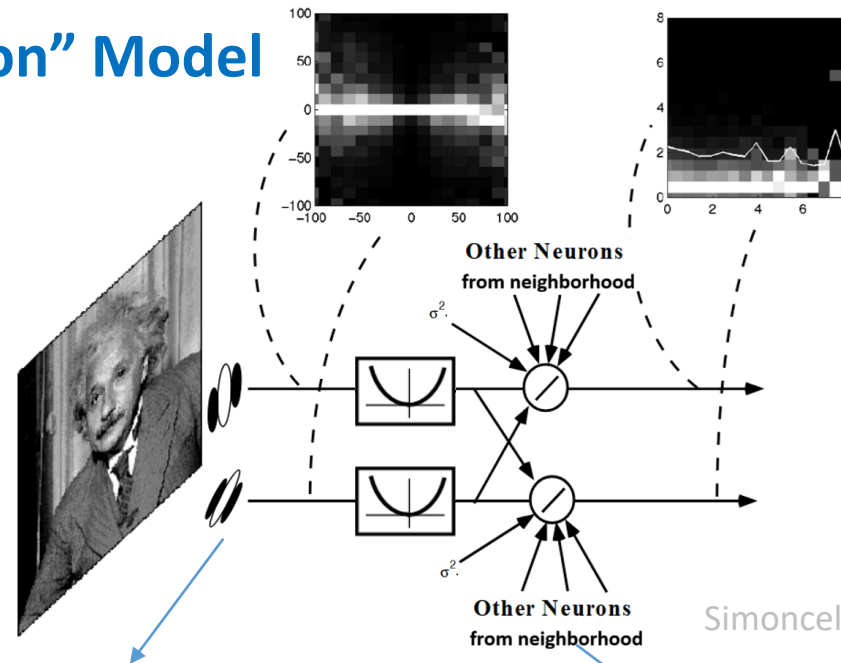 on” Model
100
50
0
-50
-100
-100 -50 0 50 100
8
6
4
2
0
0 2 4 6
Other Neurons
from neighborhood
σ².
σ².
Other Neurons
from neighborhood
Simoncel